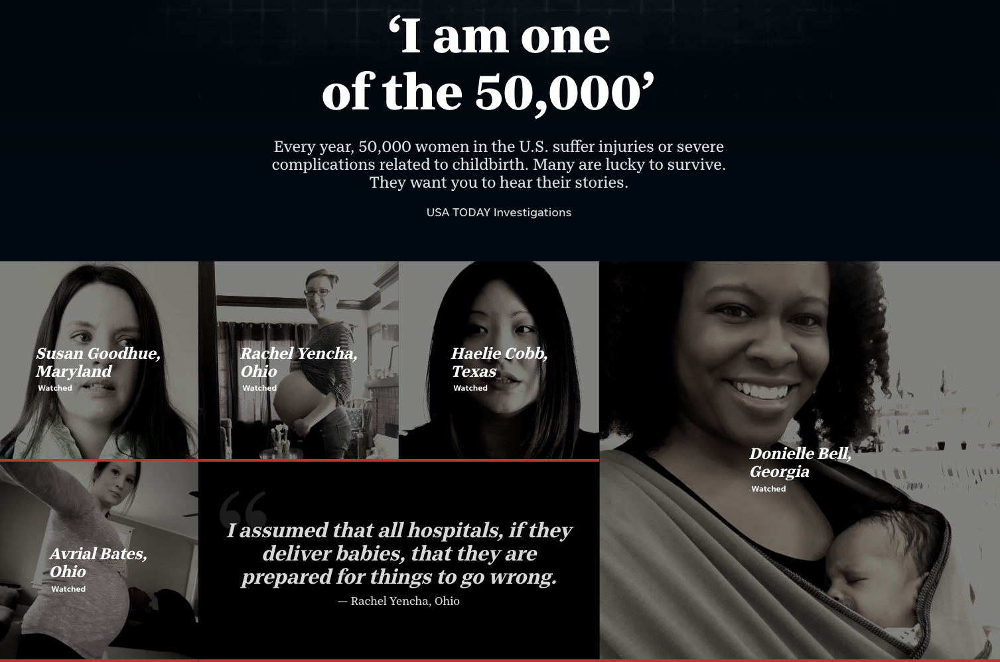 ‘I am one
of the 50,000’
Every year, 50,000 women in the U.S. suffer injuries or severe
complications related to childbirth. Many are lucky to survive.
They want you to hear their stories.
USA TODAY Investigations
Susan Goodhue,
Maryland
Watched
Rachel Yencha,
Ohio
Watched
Haelie Cobb,
Texas
Watched
Donielle Bell,
Georgia
Watched
Avrial Bates,
Ohio
Watched
“
I assumed that all hospitals, if they
deliver babies, that they are
prepared for things to go wrong.
— Rachel Yencha, Ohio